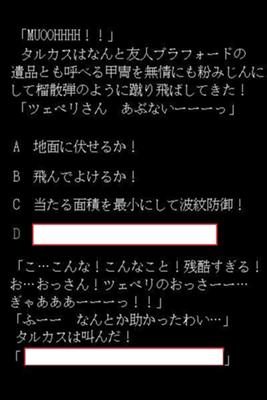 「MUOOHHHH！！」
タルカスはなんと友人ブラフォードの
遺品とも呼べる甲冑を無情にも粉みじんに
して榴散弾のように蹴り飛ばしてきた！
「ツェペリさん　あぶないーーーっ」
A　地面に伏せるか！
B　飛んでよけるか！
C　当たる面積を最小にして波紋防御！
D
「こ…こんな！こんなこと！残酷すぎる！
お…おっさん！ツェペリのおっさーー…
ぎゃあああーーーっ！！」
「ふーー　なんとか助かったわい…」
タルカスは叫んだ！
「　」